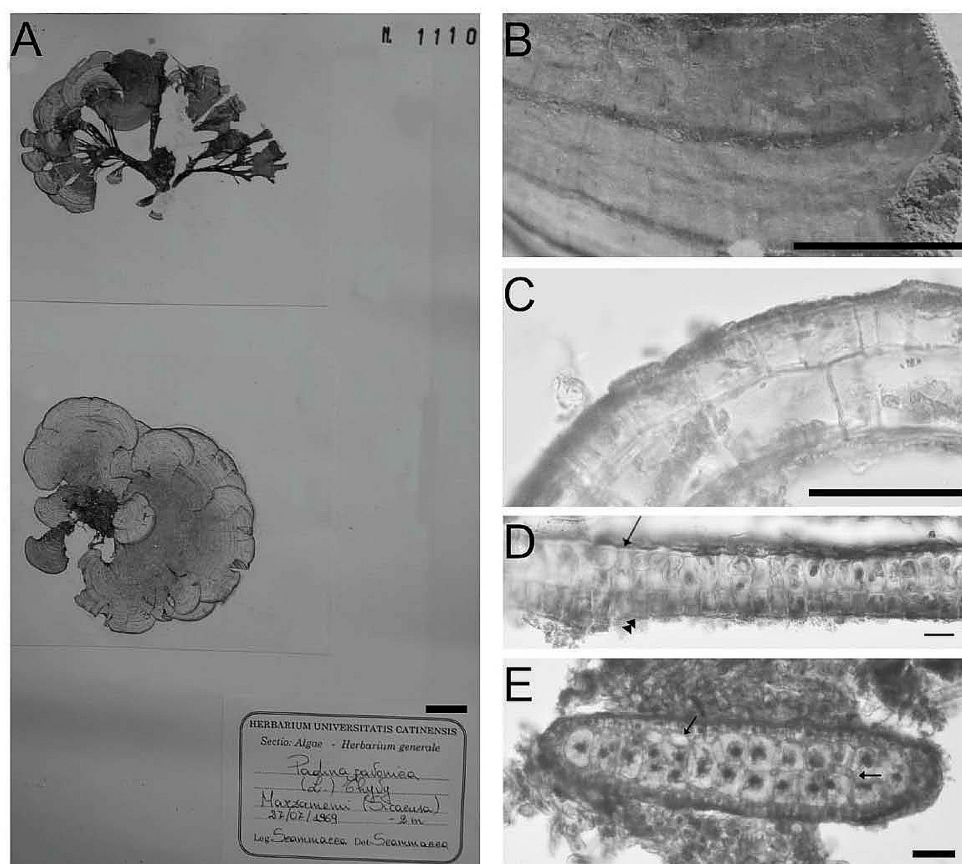 A
N. 1110
HERBARIUM UNIVERSITATIS CATINENSIS
Sectio: Algae - Herbarium generale
Padina pavonica
(L.) Thivy
Marzamemi (Siracusa)
27/07/1969 - 2 m
Leg. Scammacca Det. Scammacca
B
C
D
E